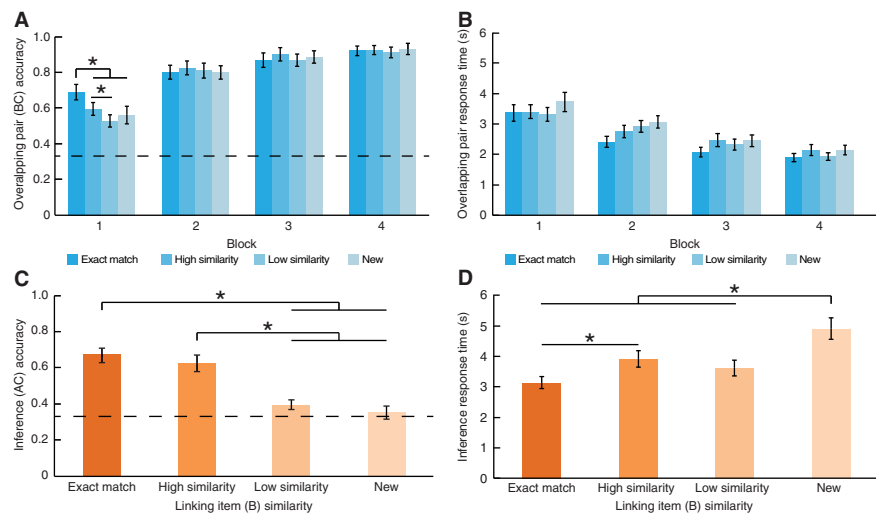 A
Overalpping pair (BC) accuracy
1.0
0.8
0.6
0.4
0.2
0
*
*
1
2
3
4
Block
Exact match
High similarity
Low similarity
New
B
Overlapping pair response time (s)
6
5
4
3
2
1
0
1
2
3
4
Block
Exact match
High similarity
Low similarity
New
C
Inference (AC) accuracy
1.0
0.8
0.6
0.4
0.2
0
*
*
Exact match
High similarity
Low similarity
New
Linking item (B) similarity
D
Inference response time (s)
6
5
4
3
2
1
0
*
*
Exact match
High similarity
Low similarity
New
Linking item (B) similarity